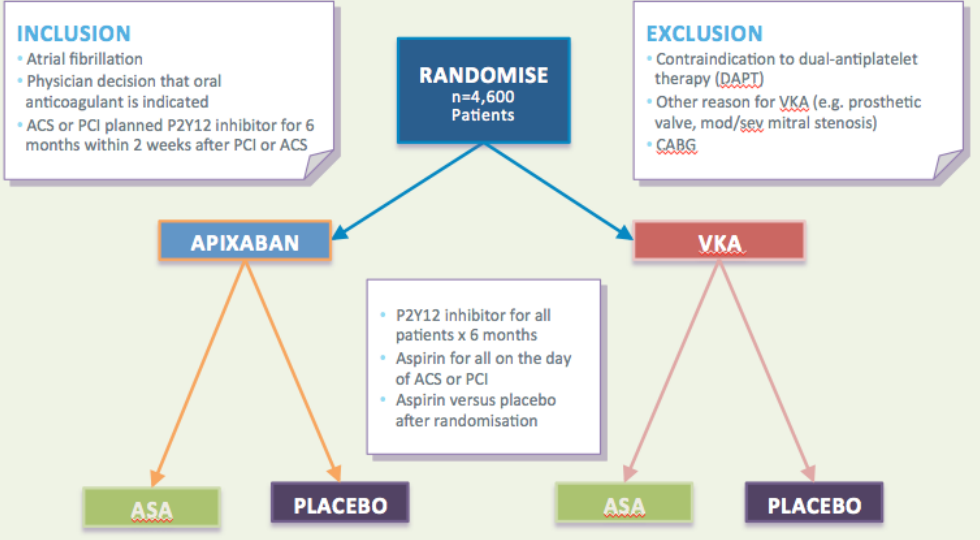 INCLUSION
• Atrial fibrillation
• Physician decision that oral
anticoagulant is indicated
• ACS or PCI planned P2Y12 inhibitor for 6
months within 2 weeks after PCI or ACS
RANDOMISE
n=4,600
Patients
EXCLUSION
• Contraindication to dual-antiplatelet
therapy (DAPT)
• Other reason for VKA (e.g. prosthetic
valve, mod/sev mitral stenosis)
• CABG
APIXABAN
VKA
• P2Y12 inhibitor for all
patients x 6 months
• Aspirin for all on the day
of ACS or PCI
• Aspirin versus placebo
after randomisation
ASA
PLACEBO
ASA
PLACEBO